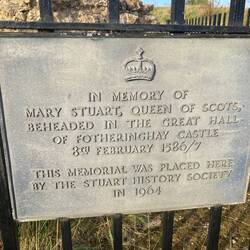 IN MEMORY OF
MARY STUART, QUEEN OF SCOTS,
BEHEADED IN THE GREAT HALL
OF FOTHERINGHAY CASTLE
8TH FEBRUARY 1586/7
THIS MEMORIAL WAS PLACED HERE
BY THE STUART HISTORY SOCIETY
IN 1964